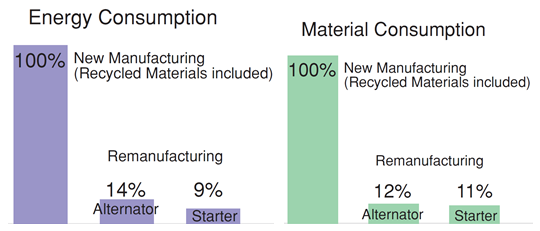 Energy Consumption
100%
New Manufacturing
(Recycled Materials included)
Remanufacturing
14%
9%
Alternator
Starter
Material Consumption
100%
New Manufacturing
(Recycled Materials included)
Remanufacturing
12%
11%
Alternator
Starter